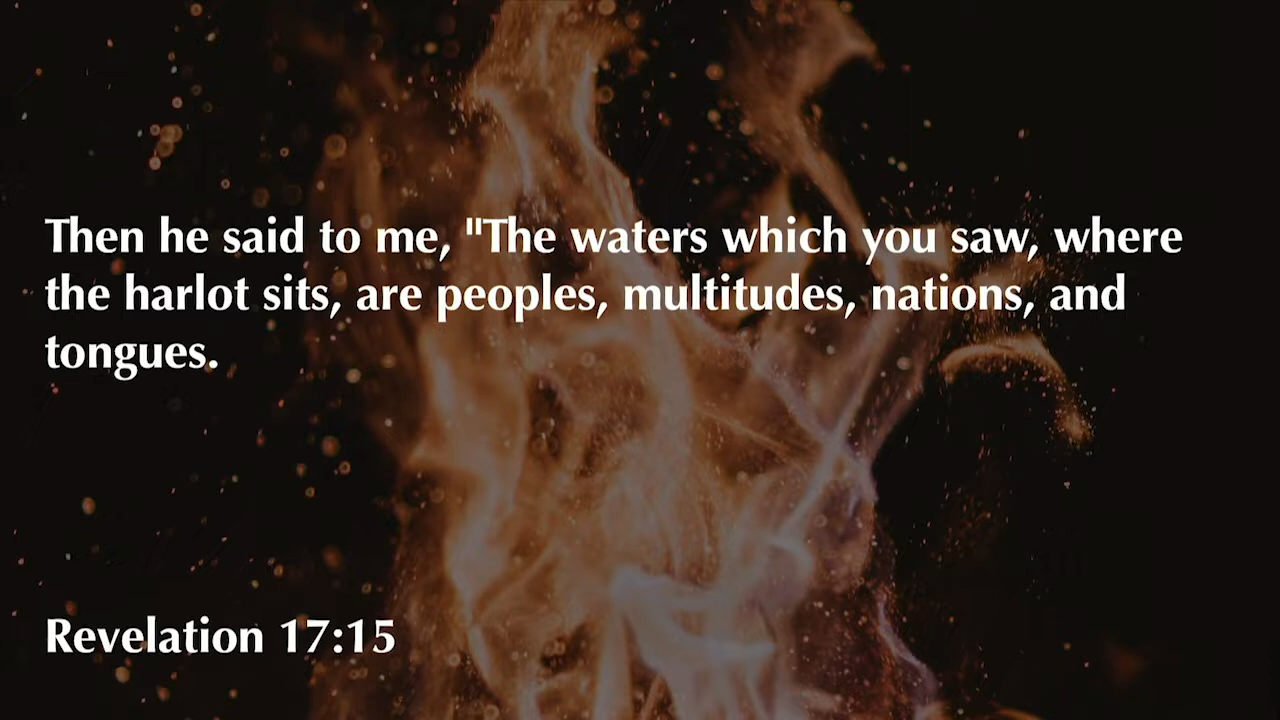 Then he said to me, "The waters which you saw, where
the harlot sits, are peoples, multitudes, nations, and
tongues.
Revelation 17:15